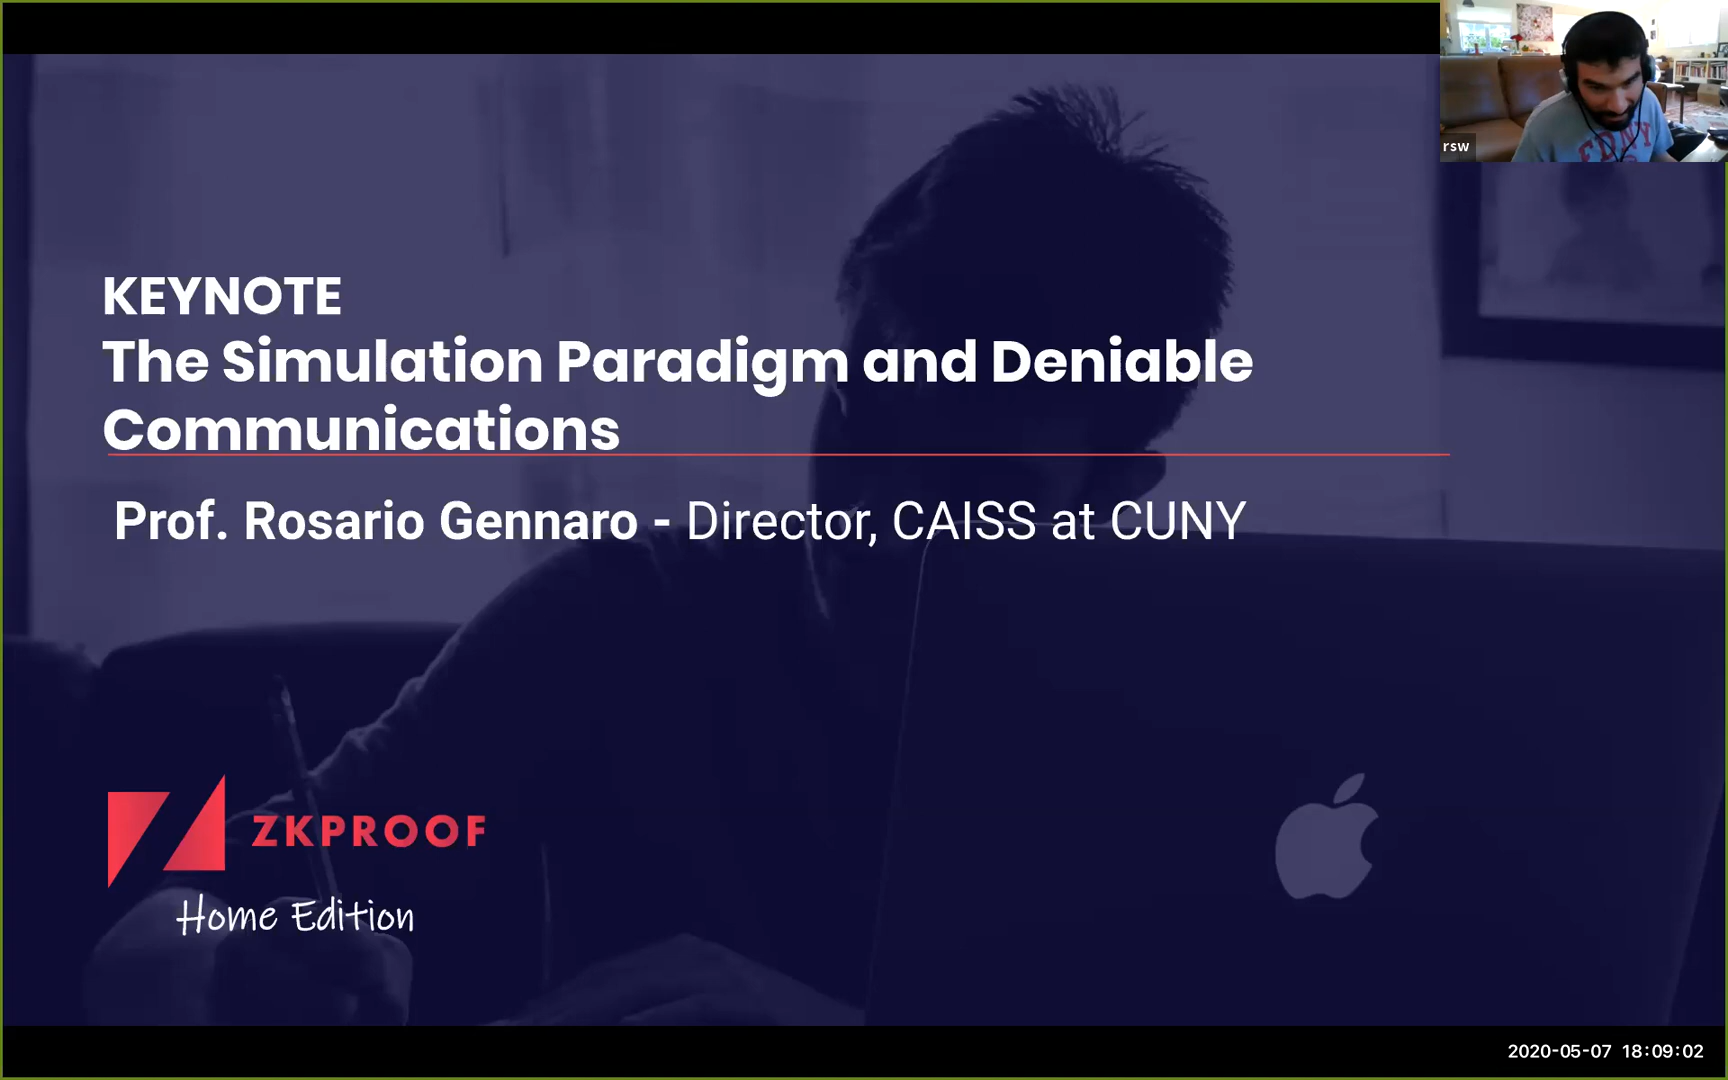 rsw
KEYNOTE
The Simulation Paradigm and Deniable
Communications
Prof. Rosario Gennaro - Director, CAISS at CUNY
ZKPROOF
Home Edition
2020-05-07 18:09:02